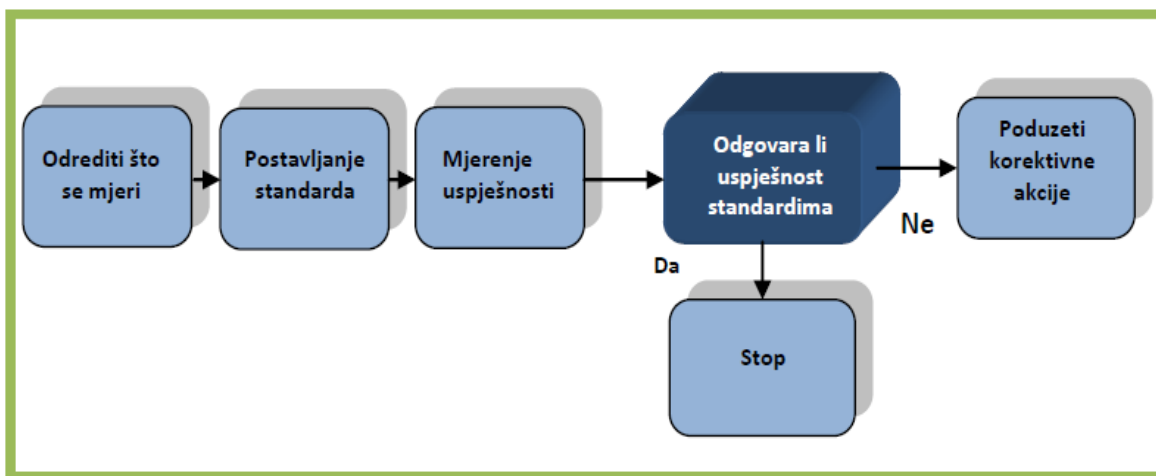 Odrediti što
se mjeri
Postavljanje
standarda
Mjerenje
uspješnosti
Odgovara li
uspješnost
standardima
Poduzeti
korektivne
akcije
Ne
Da
Stop